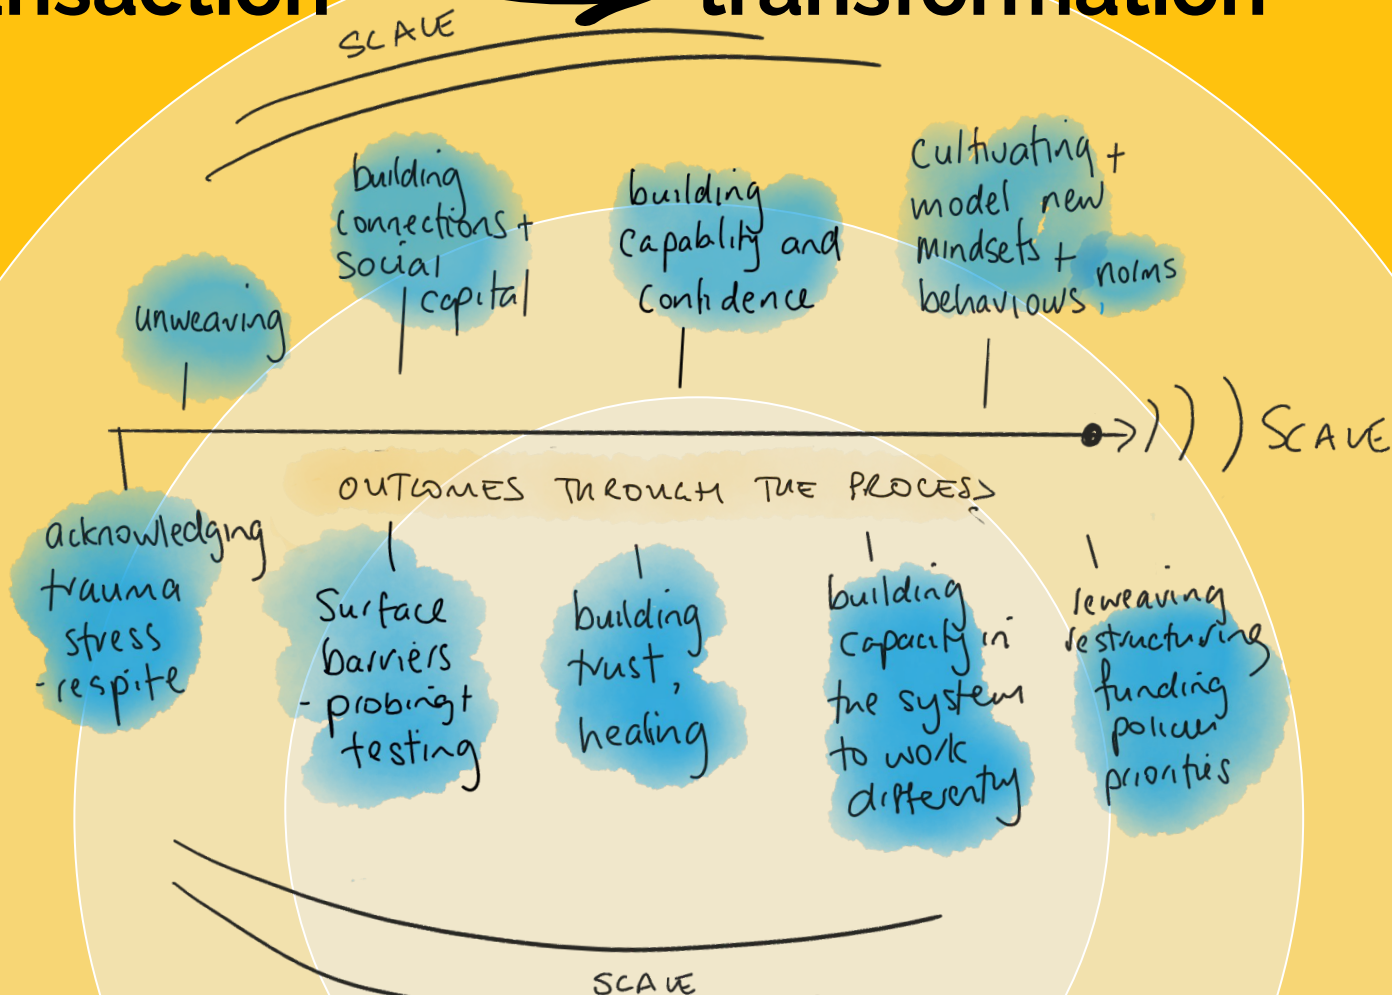 nsaction transformation
SCALE
building
connections +
Social
capital
building
Capability and
Confidence
Cultivating +
model new
mindsets +
behaviours,
norms
unweaving
SCALE
OUTCOMES THROUGH THE PROCESS
acknowledging
trauma
stress
- respite
Surface
barriers
- probing +
testing
building
trust,
healing
building
capacity in
the system
to work
differently
reweaving
restructuring
funding
policies
priorities
SCALE